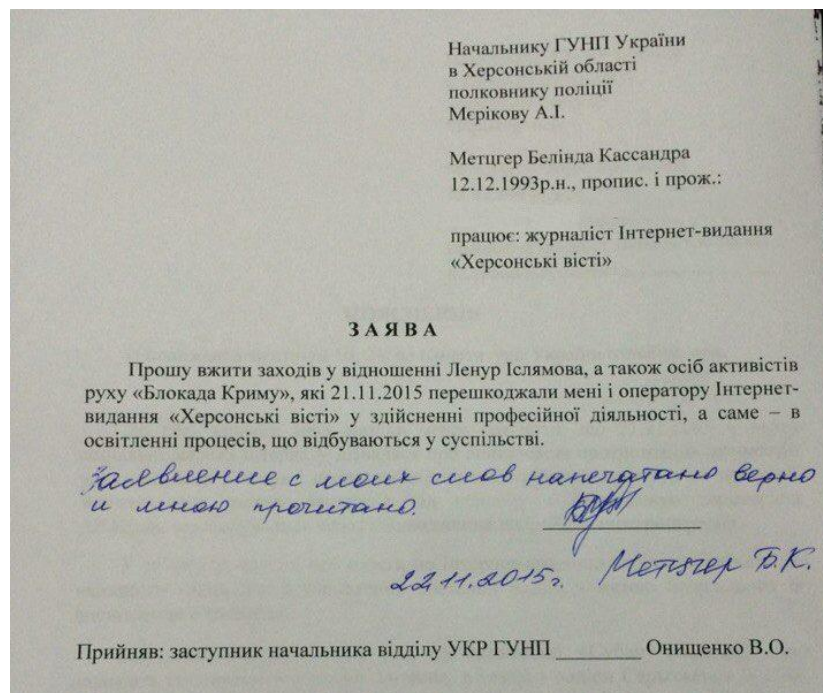 Начальнику ГУНП України
в Херсонській області
полковнику поліції
Мєрікову А.І.
Метцгер Белінда Кассандра
12.12.1993р.н., пропис. і прож.:
працює: журналіст Інтернет-видання
«Херсонські вісті»
З А Я В А
Прошу вжити заходів у відношенні Ленур Іслямова, а також осіб активістів
руху «Блокада Криму», які 21.11.2015 перешкоджали мені і оператору Інтернет-
видання «Херсонські вісті» у здійсненні професійної діяльності, а саме – в
освітленні процесів, що відбуваються у суспільстві.
Заявление с моих слов напечатано верно
и мною прочитано.
22.11.2015г. Метцгер Б.К.
Прийняв: заступник начальника відділу УКР ГУНП ________ Онищенко В.О.